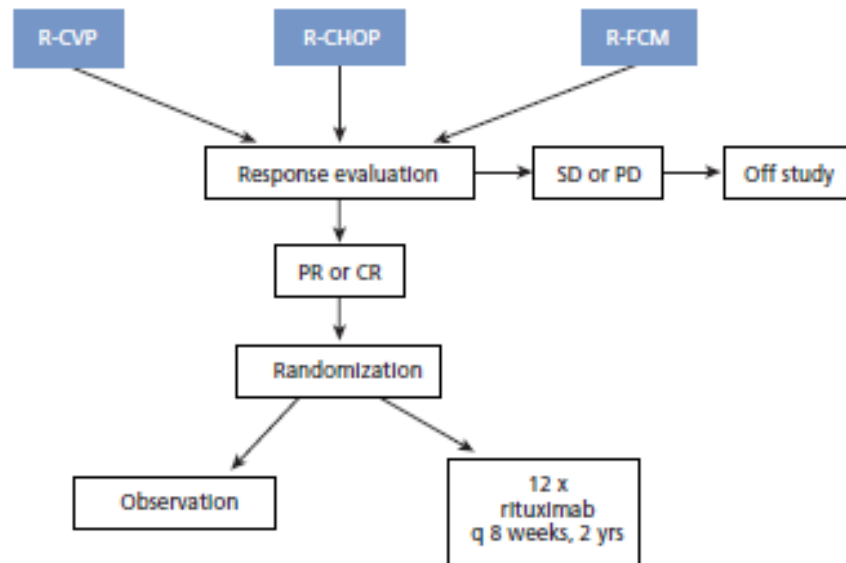 R-CVP
R-CHOP
R-FCM
Response evaluation
SD or PD
Off study
PR or CR
Randomization
Observation
12 x
rituximab
q 8 weeks, 2 yrs